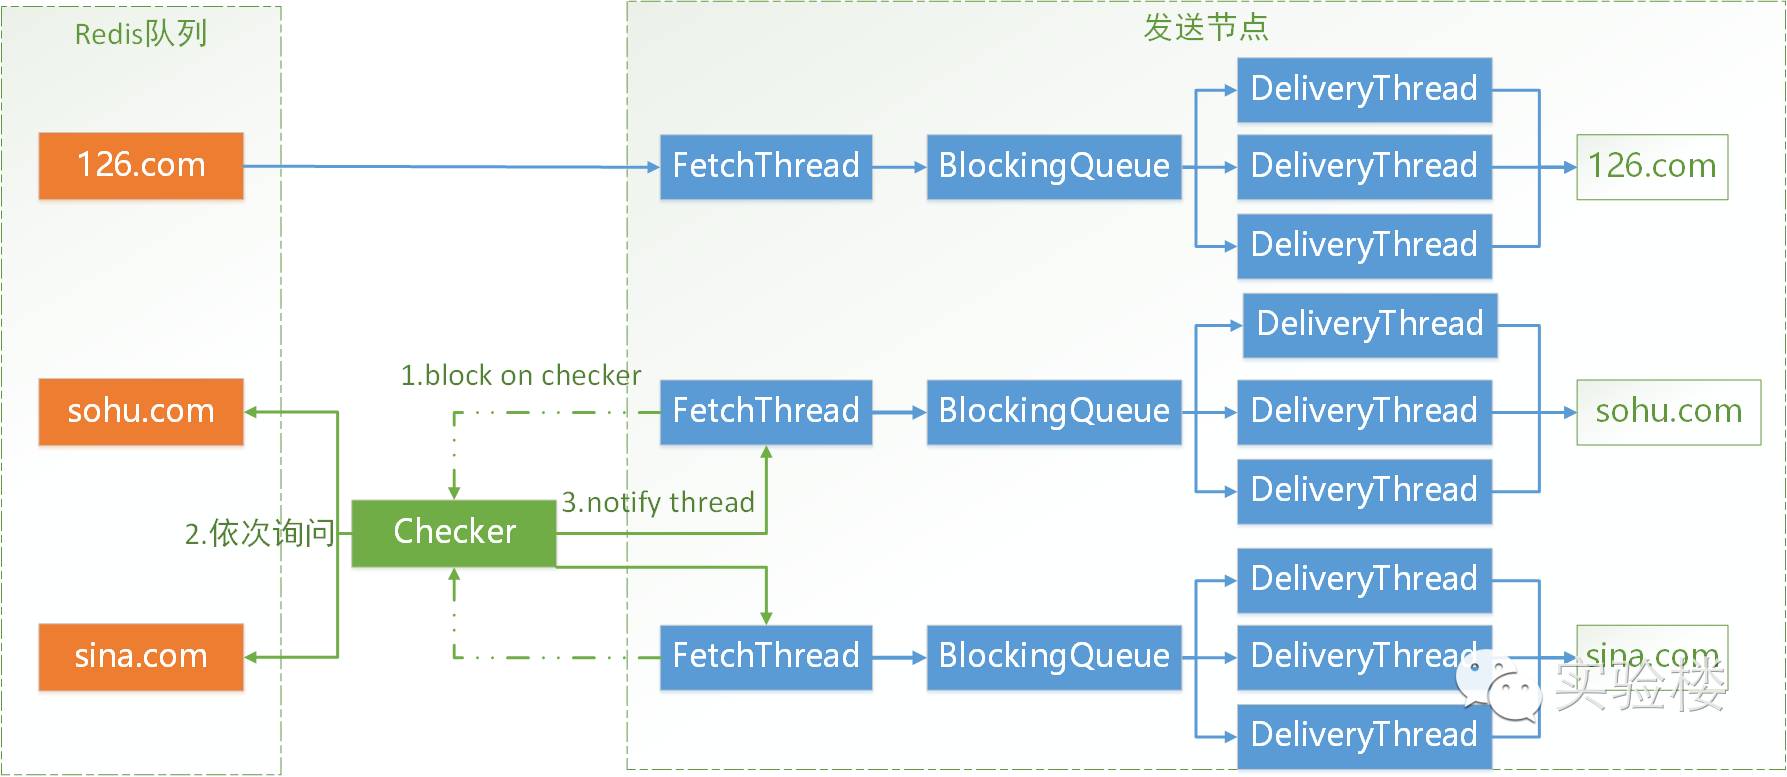 Redis队列
发送节点
DeliveryThread
126.com
FetchThread
BlockingQueue
DeliveryThread
126.com
DeliveryThread
DeliveryThread
1.block on checker
sohu.com
FetchThread
BlockingQueue
DeliveryThread
sohu.com
DeliveryThread
3.notify thread
2.依次询问
Checker
DeliveryThread
sina.com
FetchThread
BlockingQueue
DeliveryThread
sina.com
实验楼
DeliveryThread